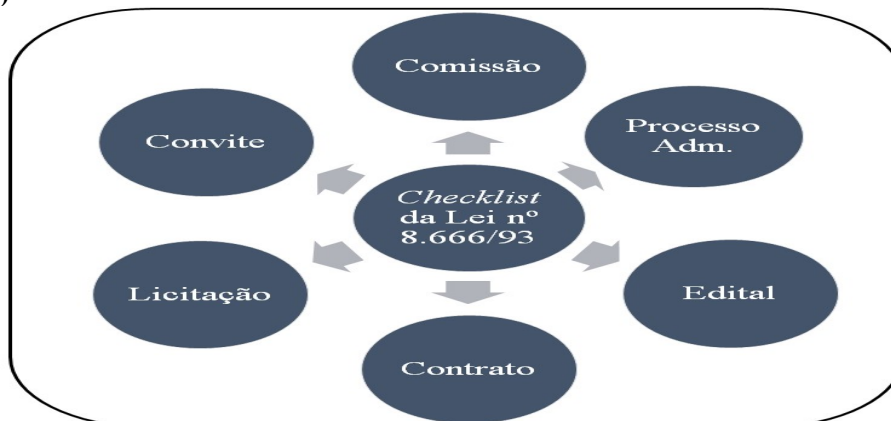 )
Comissão
Convite
Processo
Adm.
Checklist
da Lei nº
8.666/93
Licitação
Edital
Contrato